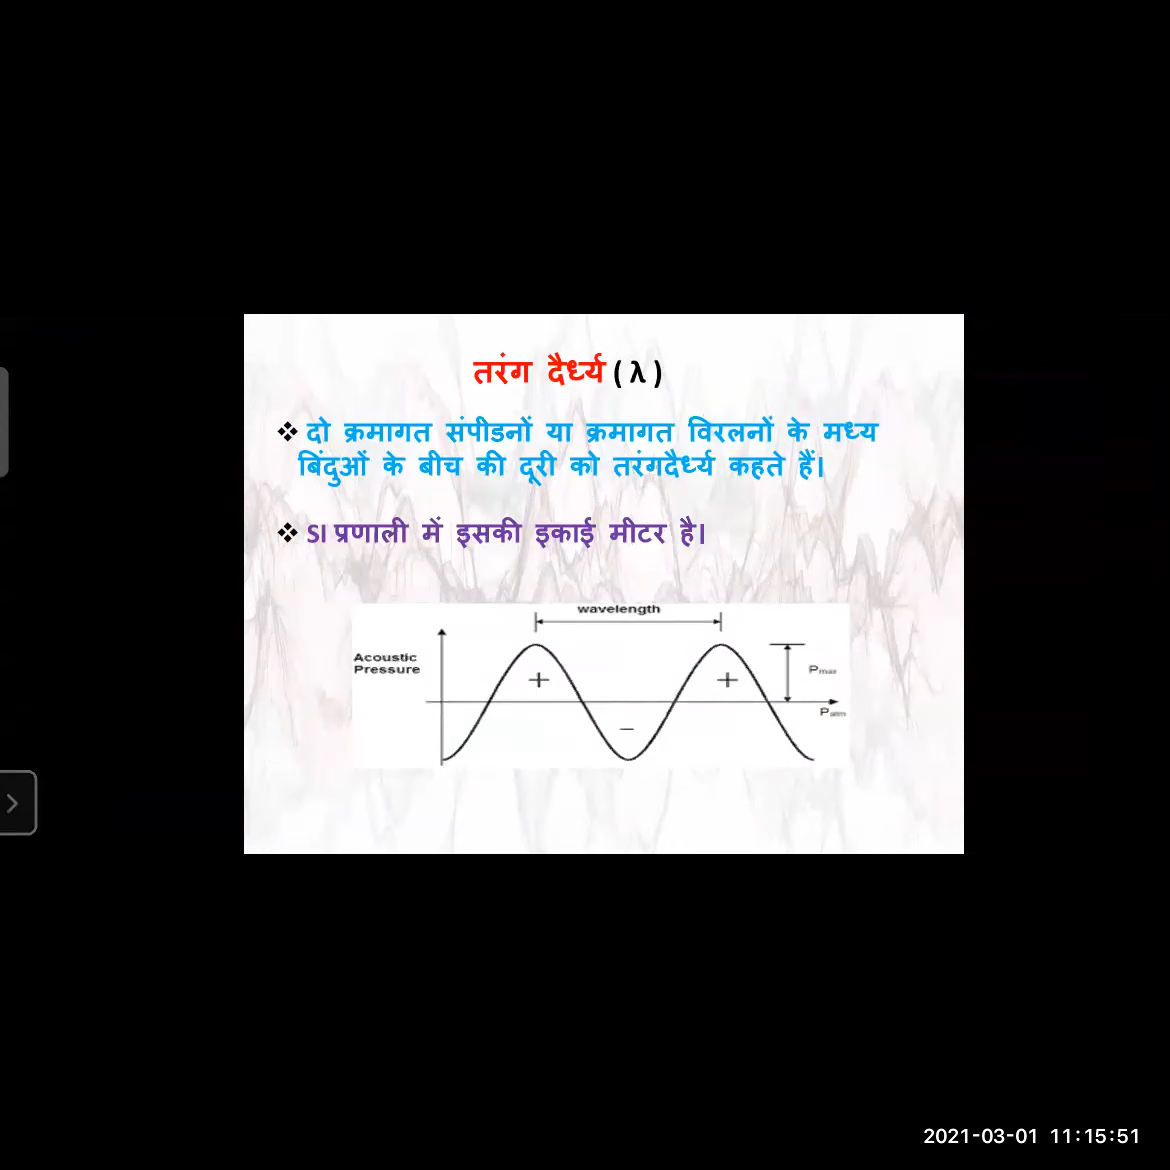 तरंग दैर्ध्य ( λ )
❖ दो क्रमागत संपीडनों या क्रमागत विरलनों के मध्य
बिंदुओं के बीच की दूरी को तरंगदैर्ध्य कहते हैं।
❖ SI प्रणाली में इसकी इकाई मीटर है।
wavelength
Acoustic
Pressure
+
+
Pmax
Patm
−
2021-03-01 11:15:51